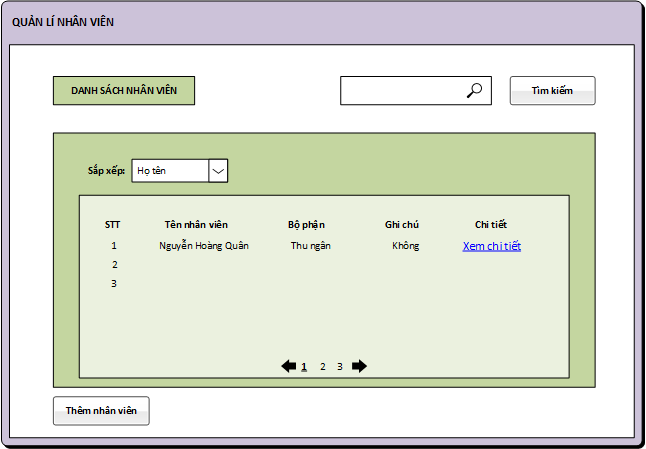 QUẢN LÍ NHÂN VIÊN
DANH SÁCH NHÂN VIÊN
Tìm kiếm
Sắp xếp: Họ tên
STT Tên nhân viên Bộ phận Ghi chú Chi tiết
1 Nguyễn Hoàng Quân Thu ngân Không Xem chi tiết
2
3
1 2 3
Thêm nhân viên